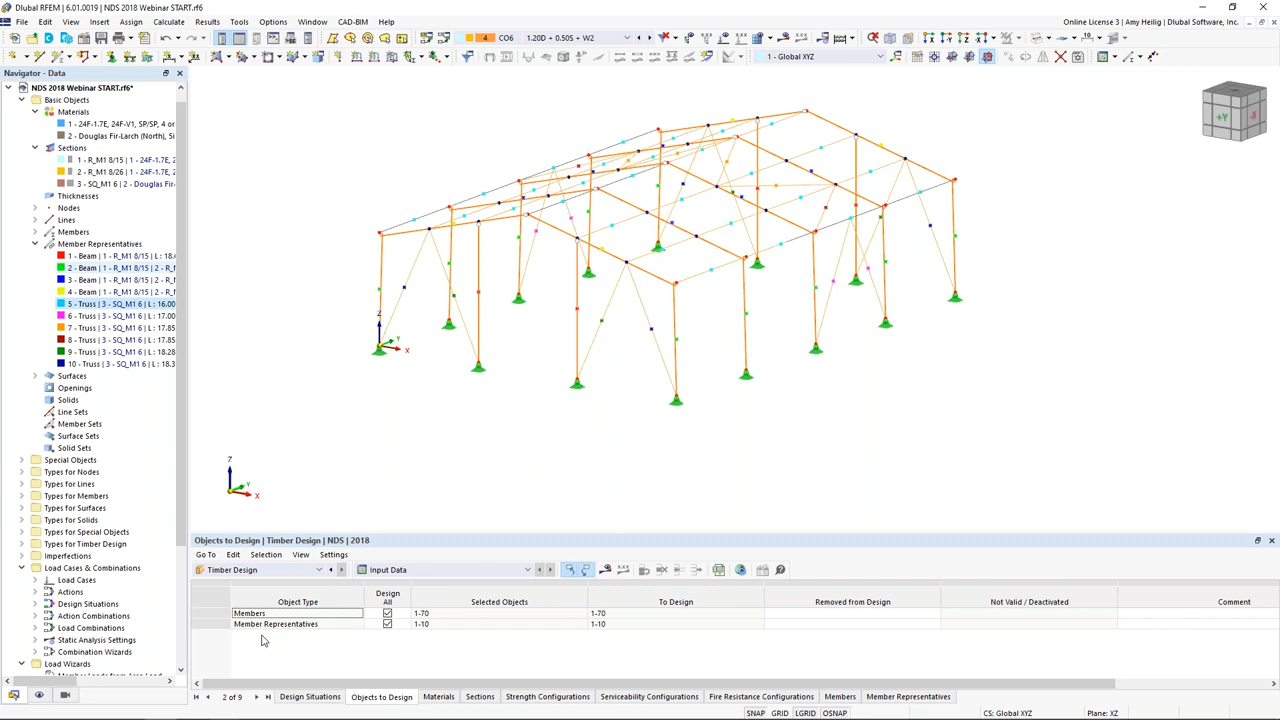 Dlubal RFEM | 6.01.0019 | NDS 2018 Webinar START.rf6*
File Edit View Insert Assign Calculate Results Tools Options Window CAD-BIM Help
Online License 3 | Amy Heilig | Dlubal Software, Inc.
4 CO6 1.20D + 0.50S + W2
1 - Global XYZ
Navigator - Data
NDS 2018 Webinar START.rf6*
Basic Objects
Materials
1 - 24F-1.7E, 24F-V1, SP/SP, 4 or
2 - Douglas Fir-Larch (North), Si
Sections
1 - R_M1 8/15 | 1 - 24F-1.7E, 2
2 - R_M1 8/26 | 1 - 24F-1.7E, 2
3 - SQ_M1 6 | 2 - Douglas Fir-
Thicknesses
Nodes
Lines
Members
Member Representatives
1 - Beam | 1 - R_M1 8/15 | L : 18.0
2 - Beam | 1 - R_M1 8/15 | 2 - R_M
3 - Beam | 1 - R_M1 8/15 | 2 - R_M
4 - Beam | 1 - R_M1 8/15 | 2 - R_M
5 - Truss | 3 - SQ_M1 6 | L : 16.00
6 - Truss | 3 - SQ_M1 6 | L : 17.00
7 - Truss | 3 - SQ_M1 6 | L : 17.85
8 - Truss | 3 - SQ_M1 6 | L : 17.85
9 - Truss | 3 - SQ_M1 6 | L : 18.28
10 - Truss | 3 - SQ_M1 6 | L : 18.3
Surfaces
Openings
Solids
Line Sets
Member Sets
Surface Sets
Solid Sets
Special Objects
Types for Nodes
Types for Lines
Types for Members
Types for Surfaces
Types for Solids
Types for Special Objects
Types for Timber Design
Imperfections
Load Cases & Combinations
Load Cases
Actions
Design Situations
Action Combinations
Load Combinations
Static Analysis Settings
Combination Wizards
Load Wizards
+Y -X
Z
Y
X
Z
Y
X
Objects to Design | Timber Design | NDS | 2018
Go To Edit Selection View Settings
Timber Design Input Data
Object Type Design All Selected Objects To Design Removed from Design Not Valid / Deactivated Comment
Members 1-70 1-70
Member Representatives 1-10 1-10
2 of 9 Design Situations Objects to Design Materials Sections Strength Configurations Serviceability Configurations Fire Resistance Configurations Members Member Representatives
SNAP GRID LGRID OSNAP CS: Global XYZ Plane: XZ